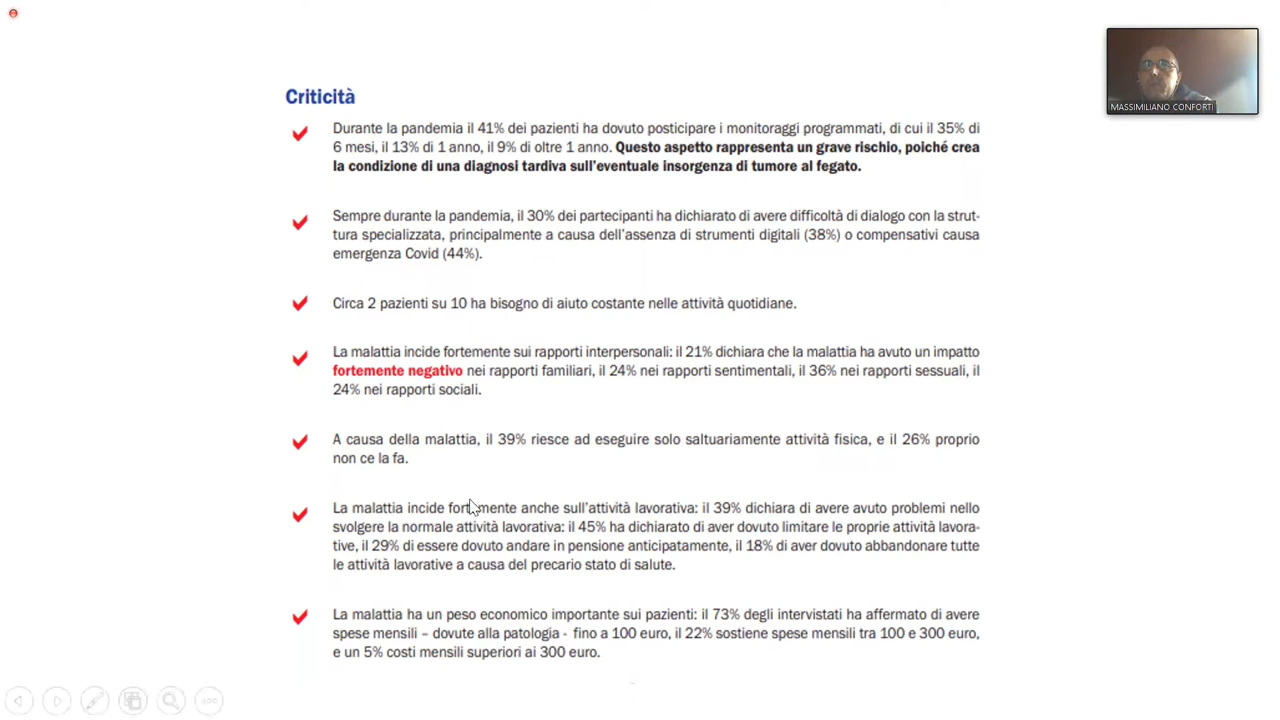 MASSIMILIANO CONFORTI
Criticità
Durante la pandemia il 41% dei pazienti ha dovuto posticipare i monitoraggi programmati, di cui il 35% di
6 mesi, il 13% di 1 anno, il 9% di oltre 1 anno. Questo aspetto rappresenta un grave rischio, poiché crea
la condizione di una diagnosi tardiva sull'eventuale insorgenza di tumore al fegato.
Sempre durante la pandemia, il 30% dei partecipanti ha dichiarato di avere difficoltà di dialogo con la strut-
tura specializzata, principalmente a causa dell'assenza di strumenti digitali (38%) o compensativi causa
emergenza Covid (44%).
Circa 2 pazienti su 10 ha bisogno di aiuto costante nelle attività quotidiane.
La malattia incide fortemente sui rapporti interpersonali: il 21% dichiara che la malattia ha avuto un impatto
fortemente negativo nei rapporti familiari, il 24% nei rapporti sentimentali, il 36% nei rapporti sessuali, il
24% nei rapporti sociali.
A causa della malattia, il 39% riesce ad eseguire solo saltuariamente attività fisica, e il 26% proprio
non ce la fa.
La malattia incide fortemente anche sull'attività lavorativa: il 39% dichiara di avere avuto problemi nello
svolgere la normale attività lavorativa: il 45% ha dichiarato di aver dovuto limitare le proprie attività lavora-
tive, il 29% di essere dovuto andare in pensione anticipatamente, il 18% di aver dovuto abbandonare tutte
le attività lavorative a causa del precario stato di salute.
La malattia ha un peso economico importante sui pazienti: il 73% degli intervistati ha affermato di avere
spese mensili – dovute alla patologia - fino a 100 euro, il 22% sostiene spese mensili tra 100 e 300 euro,
e un 5% costi mensili superiori ai 300 euro.